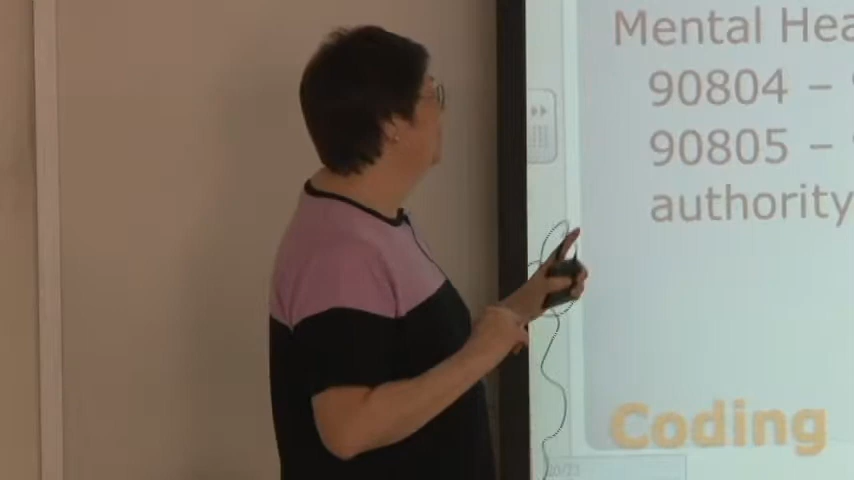 Mental Hea
90804 –
90805 –
authority
Coding